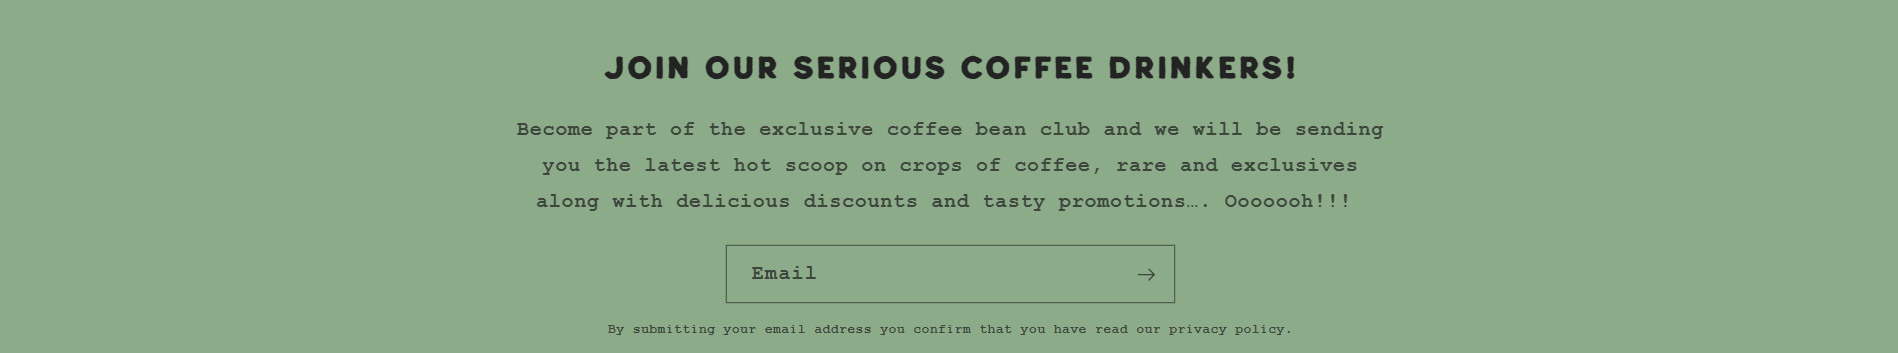 JOIN OUR SERIOUS COFFEE DRINKERS!
Become part of the exclusive coffee bean club and we will be sending
you the latest hot scoop on crops of coffee, rare and exclusives
along with delicious discounts and tasty promotions…. Ooooooh!!!
Email
By submitting your email address you confirm that you have read our privacy policy.